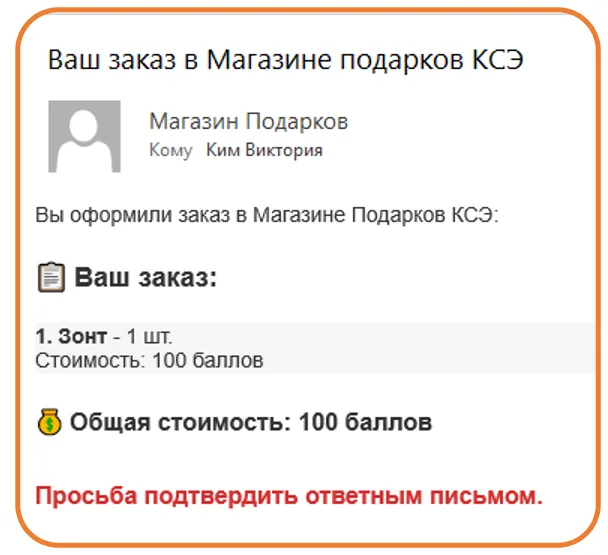 Ваш заказ в Магазине подарков КСЭ
Магазин Подарков
Кому Ким Виктория
Вы оформили заказ в Магазине Подарков КСЭ:
Ваш заказ:
1. Зонт - 1 шт.
Стоимость: 100 баллов
Общая стоимость: 100 баллов
Просьба подтвердить ответным письмом.